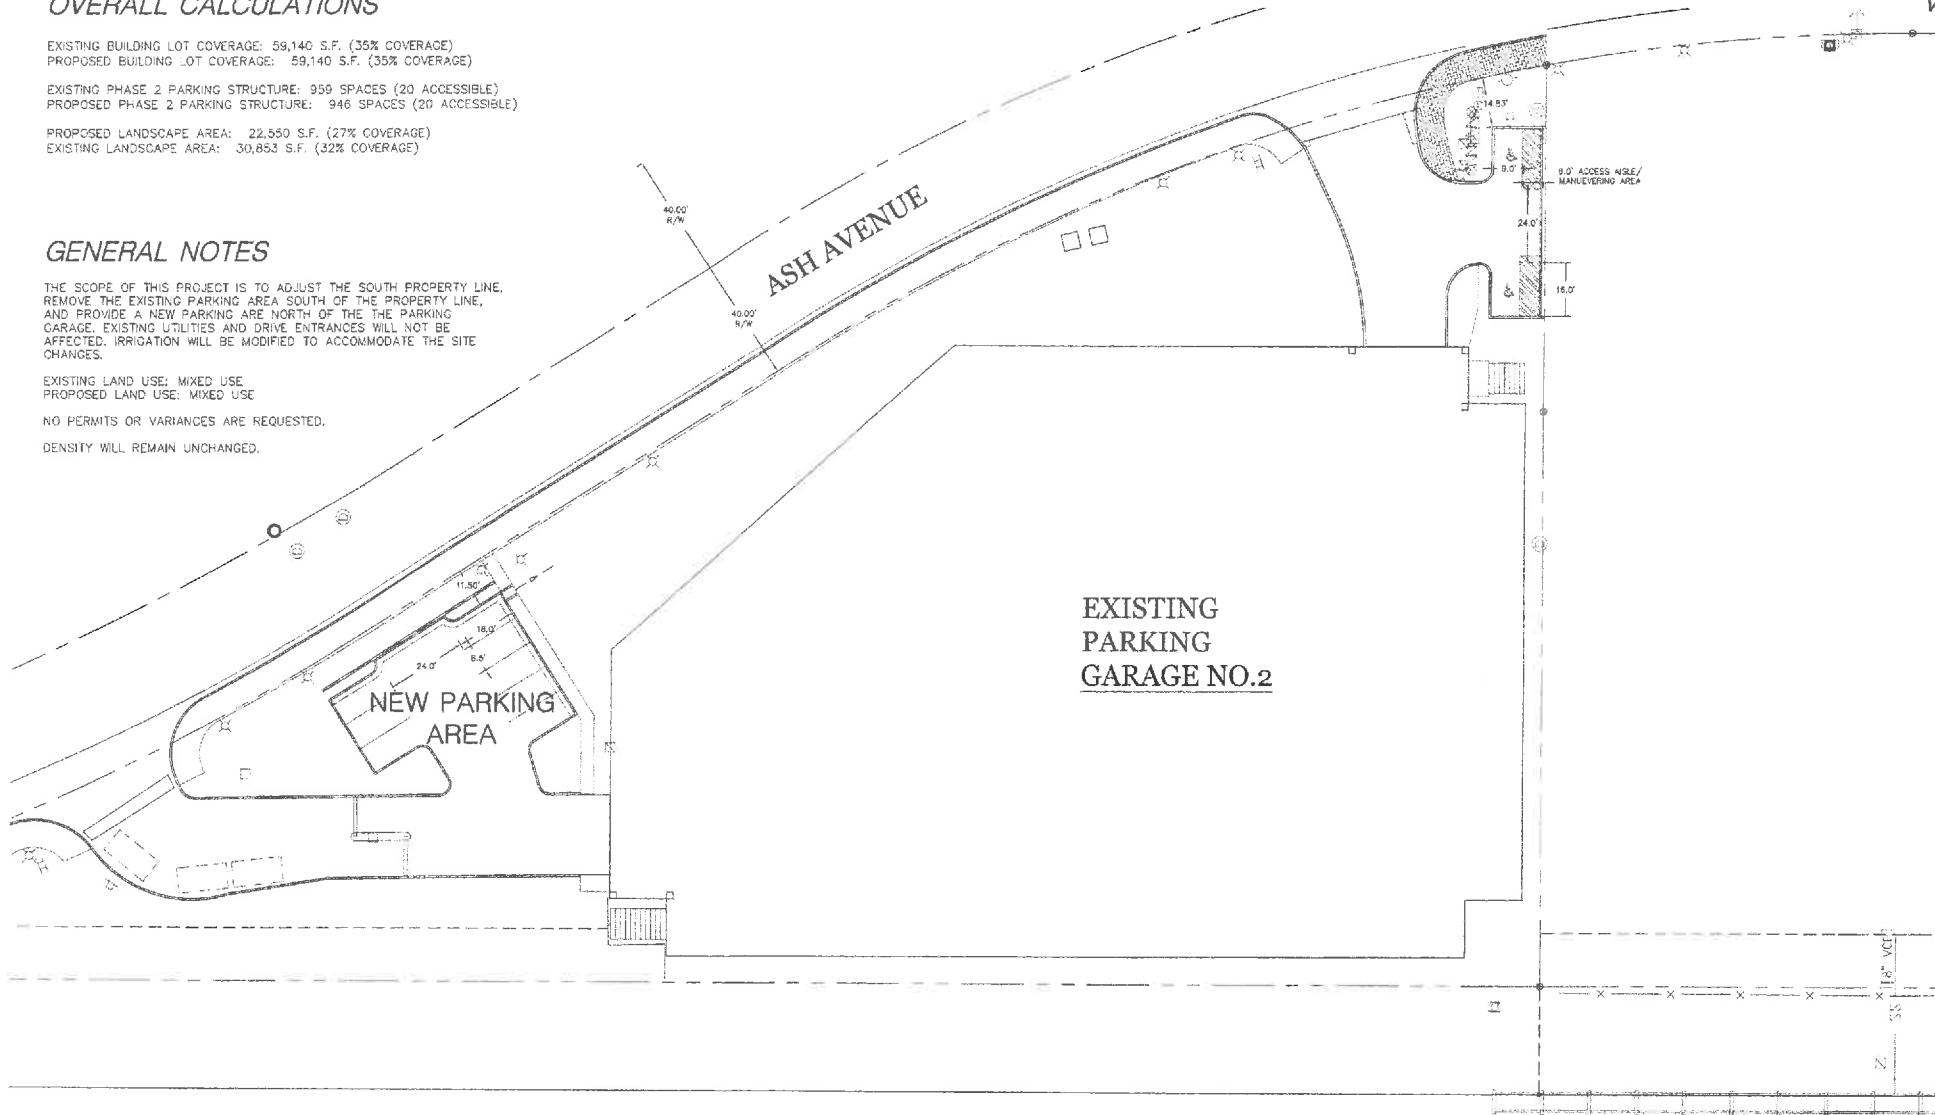 OVERALL CALCULATIONS
EXISTING BUILDING LOT COVERAGE: 59,140 S.F. (35% COVERAGE)
PROPOSED BUILDING LOT COVERAGE: 59,140 S.F. (35% COVERAGE)
EXISTING PHASE 2 PARKING STRUCTURE: 959 SPACES (20 ACCESSIBLE)
PROPOSED PHASE 2 PARKING STRUCTURE: 946 SPACES (20 ACCESSIBLE)
PROPOSED LANDSCAPE AREA: 22,550 S.F. (27% COVERAGE)
EXISTING LANDSCAPE AREA: 30,853 S.F. (32% COVERAGE)
GENERAL NOTES
THE SCOPE OF THIS PROJECT IS TO ADJUST THE SOUTH PROPERTY LINE,
REMOVE THE EXISTING PARKING AREA SOUTH OF THE PROPERTY LINE,
AND PROVIDE A NEW PARKING ARE NORTH OF THE THE PARKING
GARAGE. EXISTING UTILITIES AND DRIVE ENTRANCES WILL NOT BE
AFFECTED. IRRIGATION WILL BE MODIFIED TO ACCOMMODATE THE SITE
CHANGES.
EXISTING LAND USE: MIXED USE
PROPOSED LAND USE: MIXED USE
NO PERMITS OR VARIANCES ARE REQUESTED.
DENSITY WILL REMAIN UNCHANGED.
40.00'
R/W
40.00'
R/W
ASH AVENUE
14.83'
9.0'
8.0' ACCESS AISLE/
MANUEVERING AREA
24.0'
16.0'
11.50'
18.0'
8.5'
24.0'
NEW PARKING
AREA
EXISTING
PARKING
GARAGE NO.2
18" VCP
SS